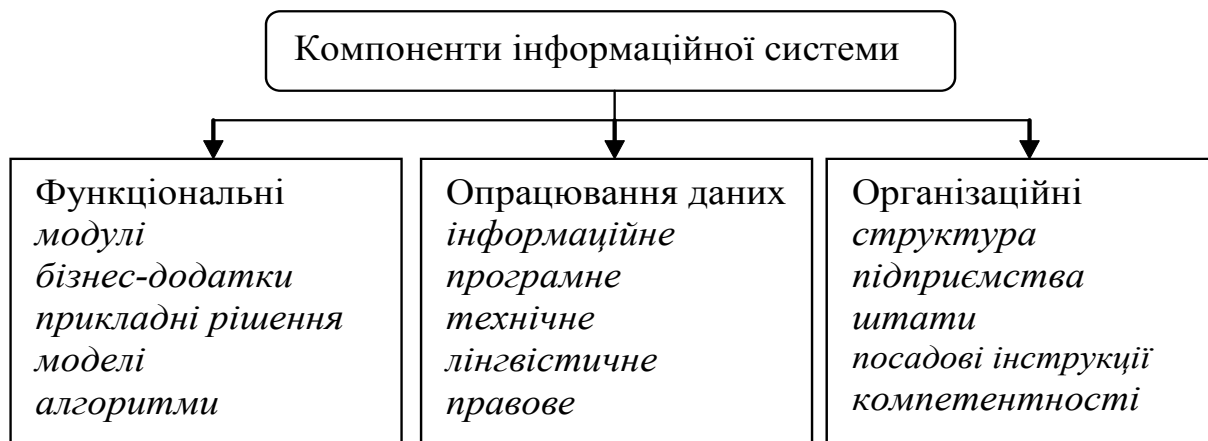 Компоненти інформаційної системи
Функціональні
модулі
бізнес-додатки
прикладні рішення
моделі
алгоритми
Опрацювання даних
інформаційне
програмне
технічне
лінгвістичне
правове
Організаційні
структура
підприємства
штати
посадові інструкції
компетентності